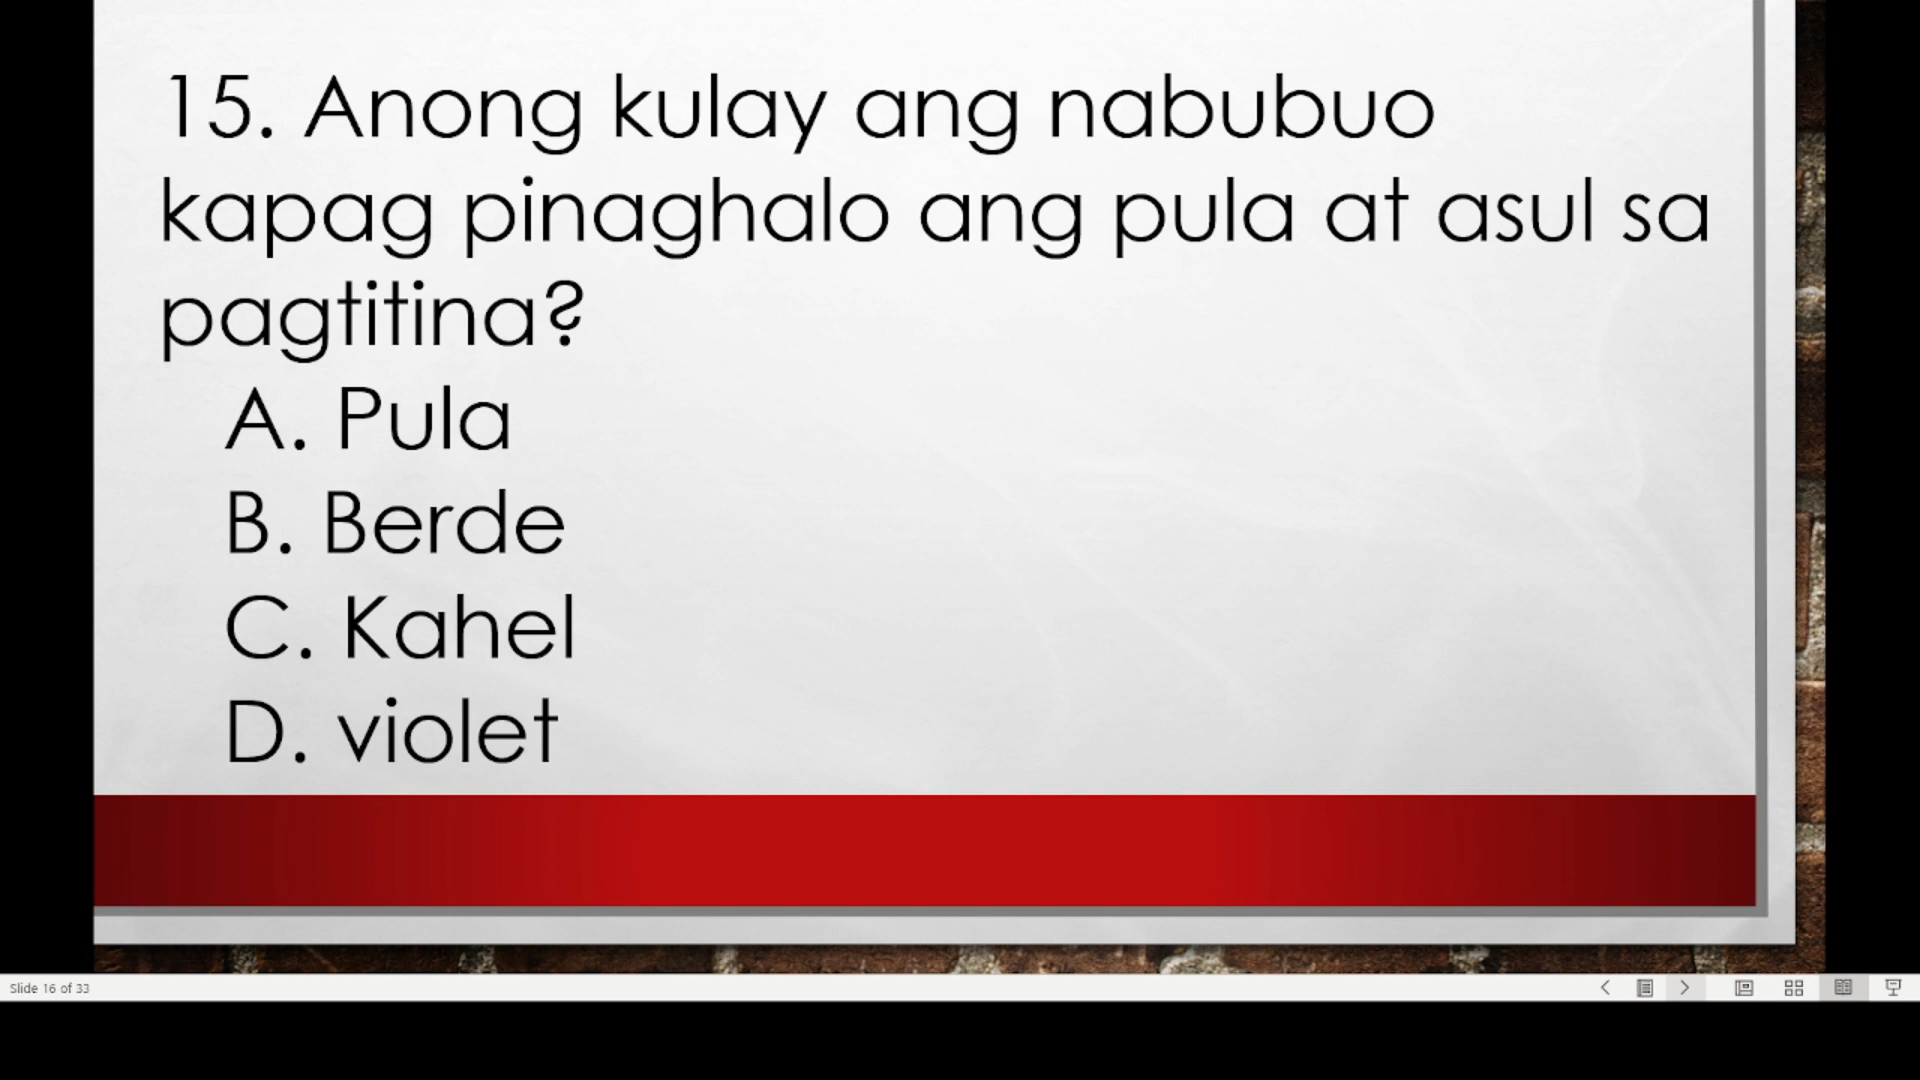 15. Anong kulay ang nabubuo
kapag pinaghalo ang pula at asul sa
pagtitina?
A. Pula
B. Berde
C. Kahel
D. violet
Slide 16 of 33